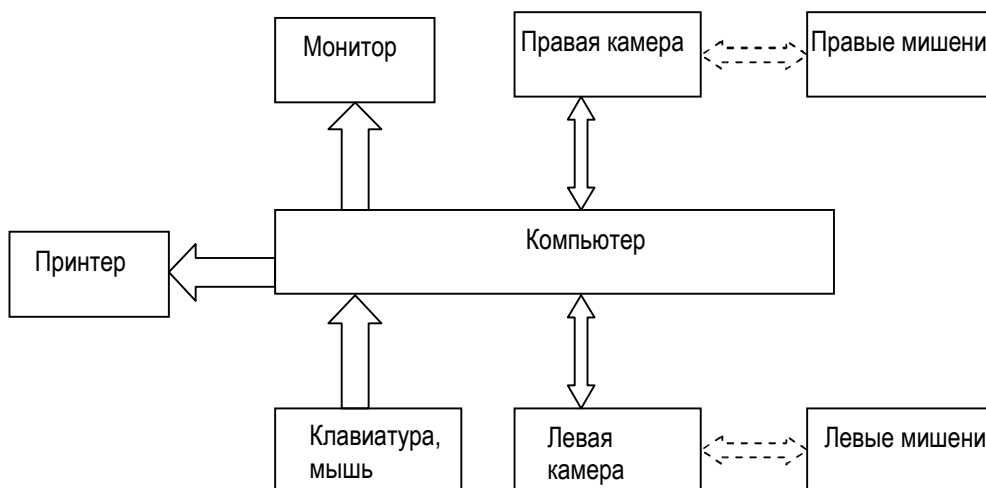 Монитор
Правая камера
Правые мишени
Компьютер
Принтер
Клавиатура,
мышь
Левая
камера
Левые мишени